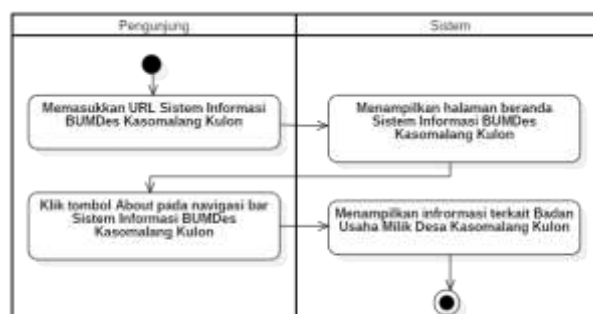 Pengunjung
Sistem
Memasukkan URL Sistem Informasi
BUMDes Kasomalang Kulon
Menampilkan halaman beranda
Sistem Informasi BUMDes
Kasomalang Kulon
Klik tombol About pada navigasi bar
Sistem Informasi BUMDes
Kasomalang Kulon
Menampilkan infrormasi terkait Badan
Usaha Milik Desa Kasomalang Kulon